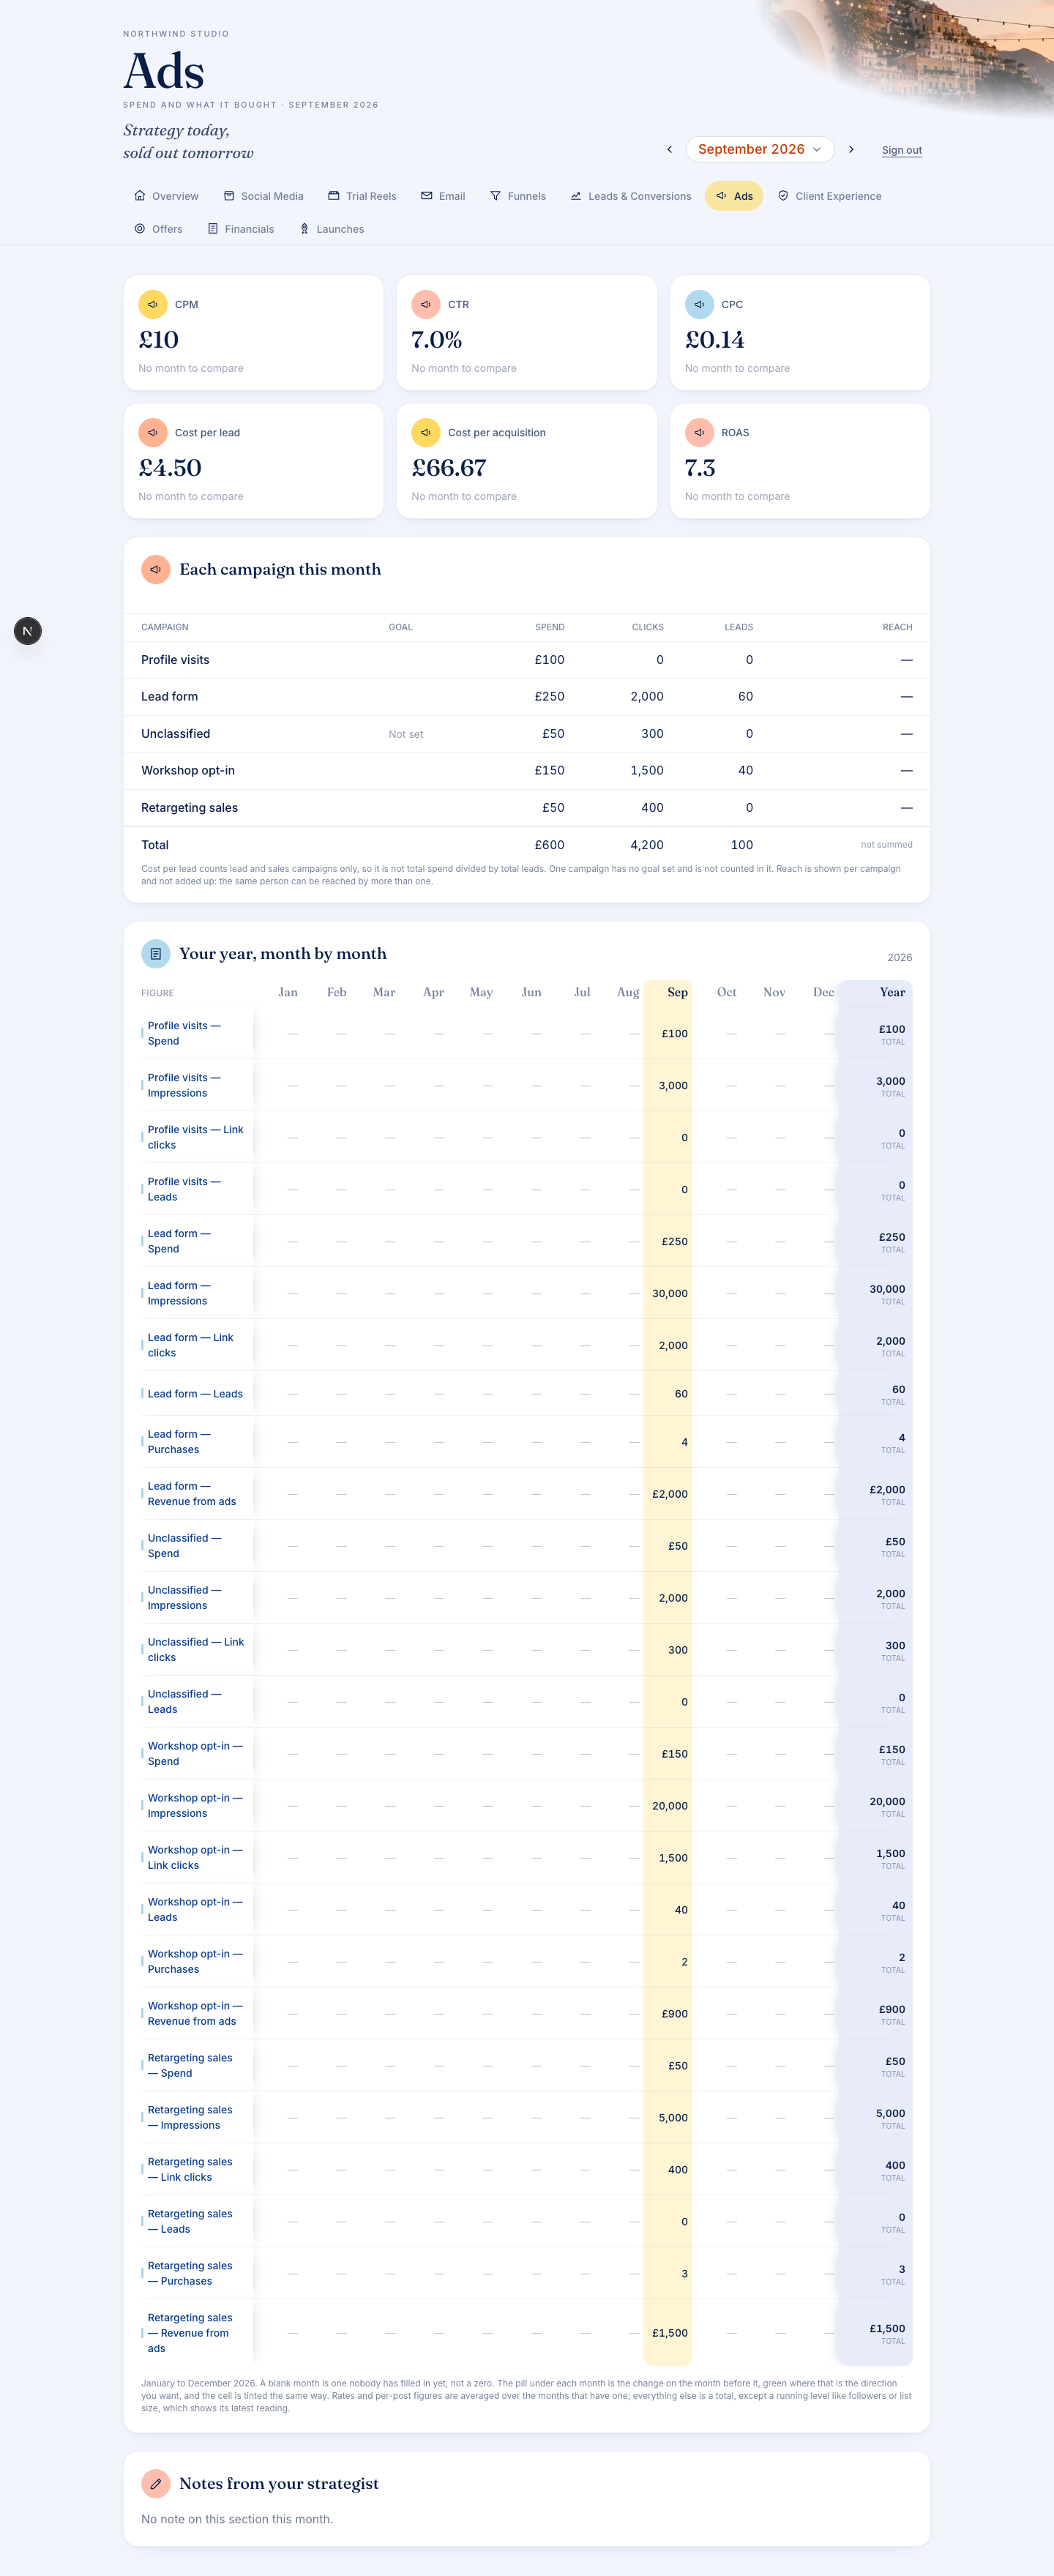 NORTHWIND STUDIO
Ads
SPEND AND WHAT IT BOUGHT · SEPTEMBER 2026
Strategy today,
sold out tomorrow
September 2026
Sign out
Overview Social Media Trial Reels Email Funnels Leads & Conversions Ads Client Experience
Offers Financials Launches
CPM
£10
No month to compare
CTR
7.0%
No month to compare
CPC
£0.14
No month to compare
Cost per lead
£4.50
No month to compare
Cost per acquisition
£66.67
No month to compare
ROAS
7.3
No month to compare
Each campaign this month
CAMPAIGN GOAL SPEND CLICKS LEADS REACH
Profile visits £100 0 0 —
Lead form £250 2,000 60 —
Unclassified Not set £50 300 0 —
Workshop opt-in £150 1,500 40 —
Retargeting sales £50 400 0 —
Total £600 4,200 100 not summed
Cost per lead counts lead and sales campaigns only, so it is not total spend divided by total leads. One campaign has no goal set and is not counted in it. Reach is shown per campaign
and not added up: the same person can be reached by more than one.
N
Your year, month by month
2026
FIGURE Jan Feb Mar Apr May Jun Jul Aug Sep Oct Nov Dec Year
Profile visits —
Spend
— — — — — — — — £100 — — — £100
TOTAL
Profile visits —
Impressions
— — — — — — — — 3,000 — — — 3,000
TOTAL
Profile visits — Link
clicks
— — — — — — — — 0 — — — 0
TOTAL
Profile visits —
Leads
— — — — — — — — 0 — — — 0
TOTAL
Lead form —
Spend
— — — — — — — — £250 — — — £250
TOTAL
Lead form —
Impressions
— — — — — — — — 30,000 — — — 30,000
TOTAL
Lead form — Link
clicks
— — — — — — — — 2,000 — — — 2,000
TOTAL
Lead form — Leads
— — — — — — — — 60 — — — 60
TOTAL
Lead form —
Purchases
— — — — — — — — 4 — — — 4
TOTAL
Lead form —
Revenue from ads
— — — — — — — — £2,000 — — — £2,000
TOTAL
Unclassified —
Spend
— — — — — — — — £50 — — — £50
TOTAL
Unclassified —
Impressions
— — — — — — — — 2,000 — — — 2,000
TOTAL
Unclassified — Link
clicks
— — — — — — — — 300 — — — 300
TOTAL
Unclassified —
Leads
— — — — — — — — 0 — — — 0
TOTAL
Workshop opt-in —
Spend
— — — — — — — — £150 — — — £150
TOTAL
Workshop opt-in —
Impressions
— — — — — — — — 20,000 — — — 20,000
TOTAL
Workshop opt-in —
Link clicks
— — — — — — — — 1,500 — — — 1,500
TOTAL
Workshop opt-in —
Leads
— — — — — — — — 40 — — — 40
TOTAL
Workshop opt-in —
Purchases
— — — — — — — — 2 — — — 2
TOTAL
Workshop opt-in —
Revenue from ads
— — — — — — — — £900 — — — £900
TOTAL
Retargeting sales
— Spend
— — — — — — — — £50 — — — £50
TOTAL
Retargeting sales
— Impressions
— — — — — — — — 5,000 — — — 5,000
TOTAL
Retargeting sales
— Link clicks
— — — — — — — — 400 — — — 400
TOTAL
Retargeting sales
— Leads
— — — — — — — — 0 — — — 0
TOTAL
Retargeting sales
— Purchases
— — — — — — — — 3 — — — 3
TOTAL
Retargeting sales
— Revenue from
ads
— — — — — — — — £1,500 — — — £1,500
TOTAL
January to December 2026. A blank month is one nobody has filled in yet, not a zero. The pill under each month is the change on the month before it, green where that is the direction
you want, and the cell is tinted the same way. Rates and per-post figures are averaged over the months that have one; everything else is a total, except a running level like followers or list
size, which shows its latest reading.
Notes from your strategist
No note on this section this month.